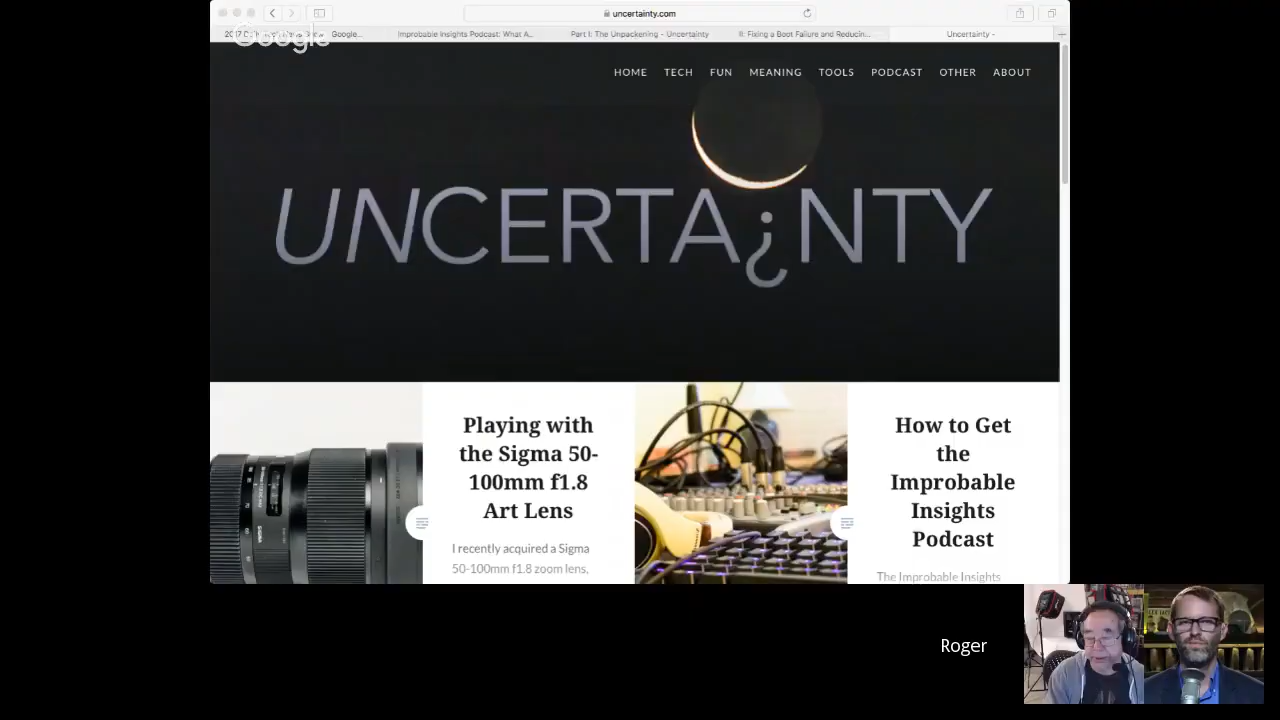 uncertainty.com
Google
2017 D
Google...
Improbable Insights Podcast: What A...
Part I: The Unpackening - Uncertainty
II: Fixing a Boot Failure and Reducin...
Uncertainty -
HOME TECH FUN MEANING TOOLS PODCAST OTHER ABOUT
UNCERTA¿NTY
Playing with
the Sigma 50-
100mm f1.8
Art Lens
I recently acquired a Sigma
50-100mm f1.8 zoom lens,
How to Get
the
Improbable
Insights
Podcast
The Improbable Insights
Roger